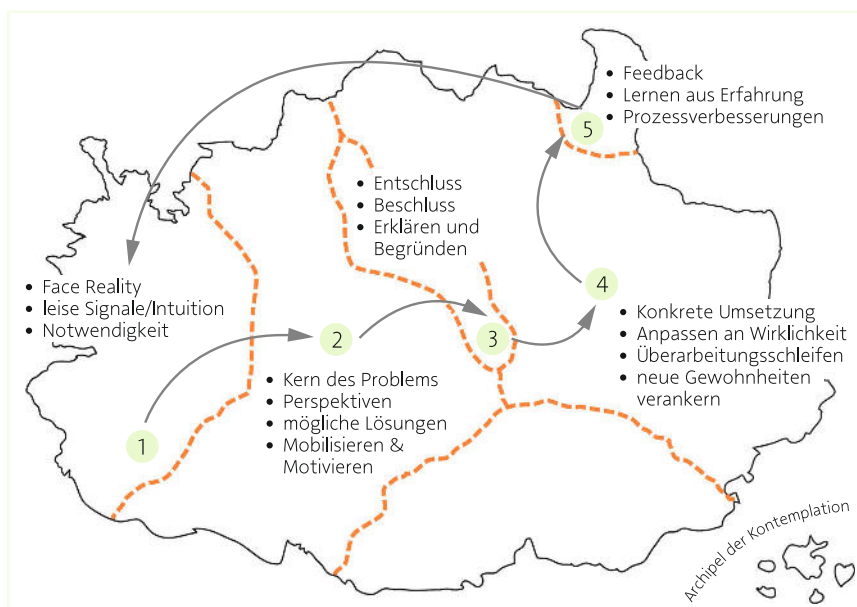 • Feedback
• Lernen aus Erfahrung
• Prozessverbesserungen
5
• Entschluss
• Beschluss
• Erklären und
Begründen
• Face Reality
• leise Signale/Intuition
• Notwendigkeit
4
• Konkrete Umsetzung
• Anpassen an Wirklichkeit
• Überarbeitungsschleifen
• neue Gewohnheiten
verankern
2
3
• Kern des Problems
• Perspektiven
• mögliche Lösungen
• Mobilisieren &
Motivieren
1
Archipel der Kontemplation